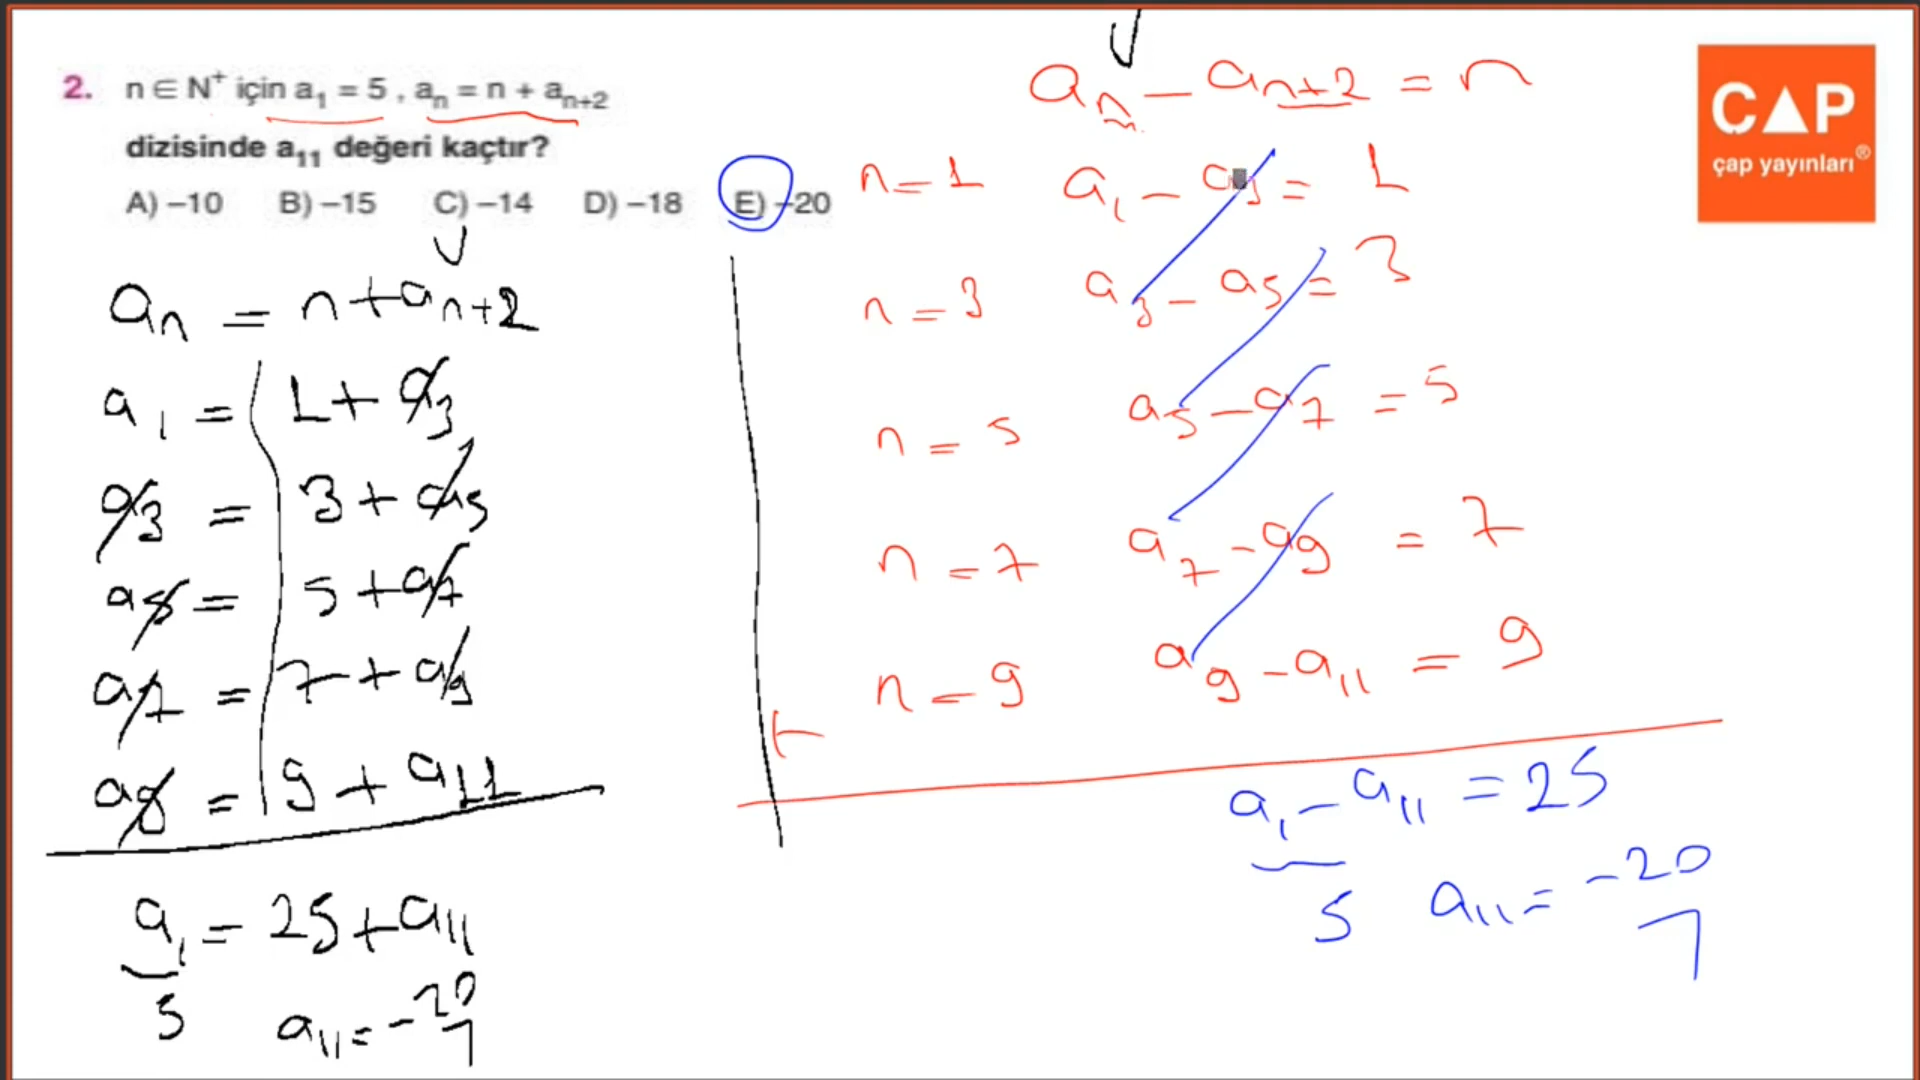 2. n ∈ N⁺ için a₁ = 5 , aₙ = n + aₙ₊₂
dizisinde a₁₁ değeri kaçtır?
A) –10 B) –15 C) –14 D) –18 E) –20
aₙ = n + aₙ₊₂
a₁ = 1 + a₃
a₃ = 3 + a₅
a₅ = 5 + a₇
a₇ = 7 + a₉
a₉ = 9 + a₁₁
a₁ = 25 + a₁₁
5 a₁₁ = -20
aₙ - aₙ₊₂ = n
n = 1 a₁ - a₃ = 1
n = 3 a₃ - a₅ = 3
n = 5 a₅ - a₇ = 5
n = 7 a₇ - a₉ = 7
n = 9 a₉ - a₁₁ = 9
+
a₁ - a₁₁ = 25
5 a₁₁ = -20
ÇAP
çap yayınları®